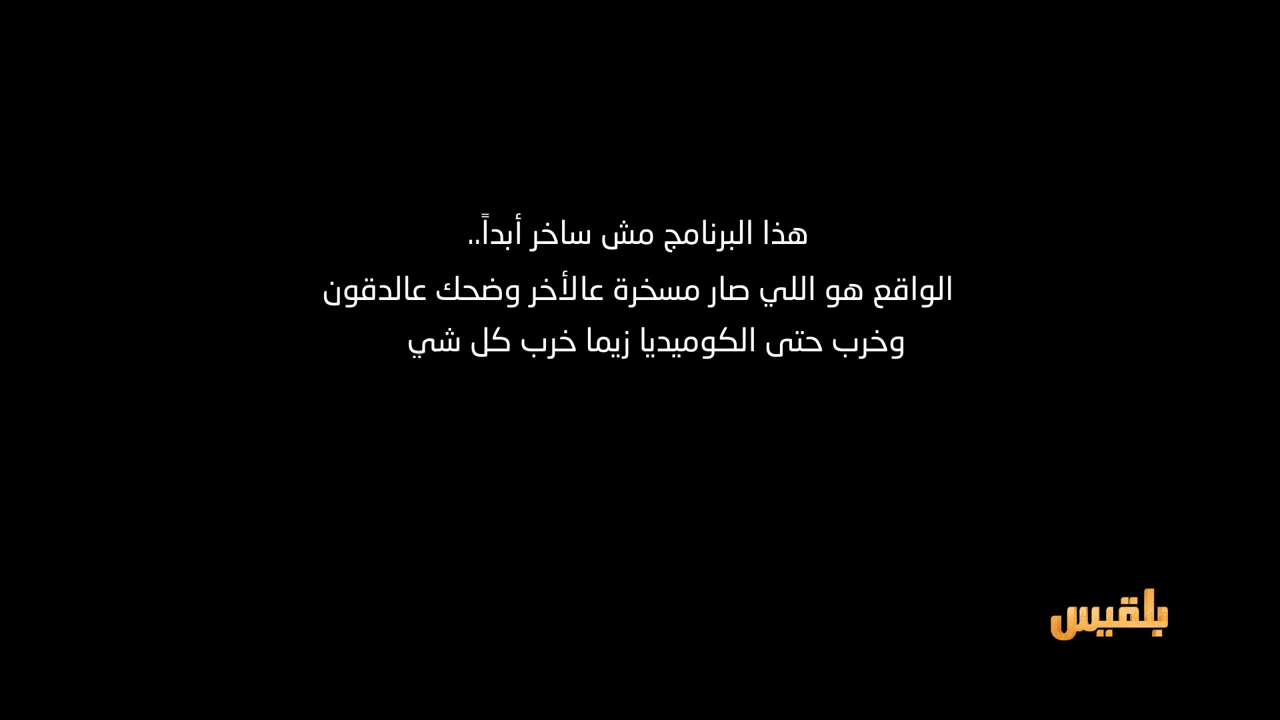 هذا البرنامج مش ساخر أبداً..
الواقع هو اللي صار مسخرة عالأخر وضحك عالدقون
وخرب حتى الكوميديا زيما خرب كل شي
بلقيس